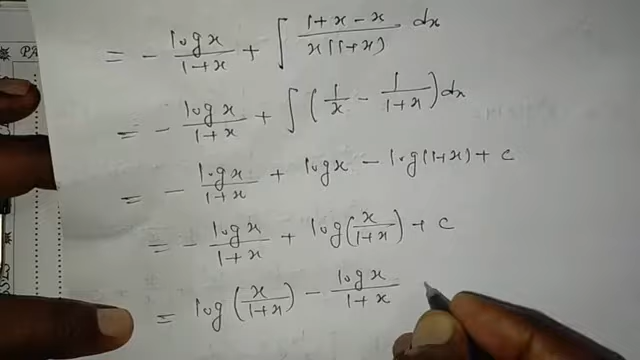 = - log x / 1+x + ∫ 1+x-x / x(1+x) dx
= - log x / 1+x + ∫ (1/x - 1/1+x) dx
= - log x / 1+x + log x - log(1+x) + c
= - log x / 1+x + log(x/1+x) + c
= log(x/1+x) - log x / 1+x